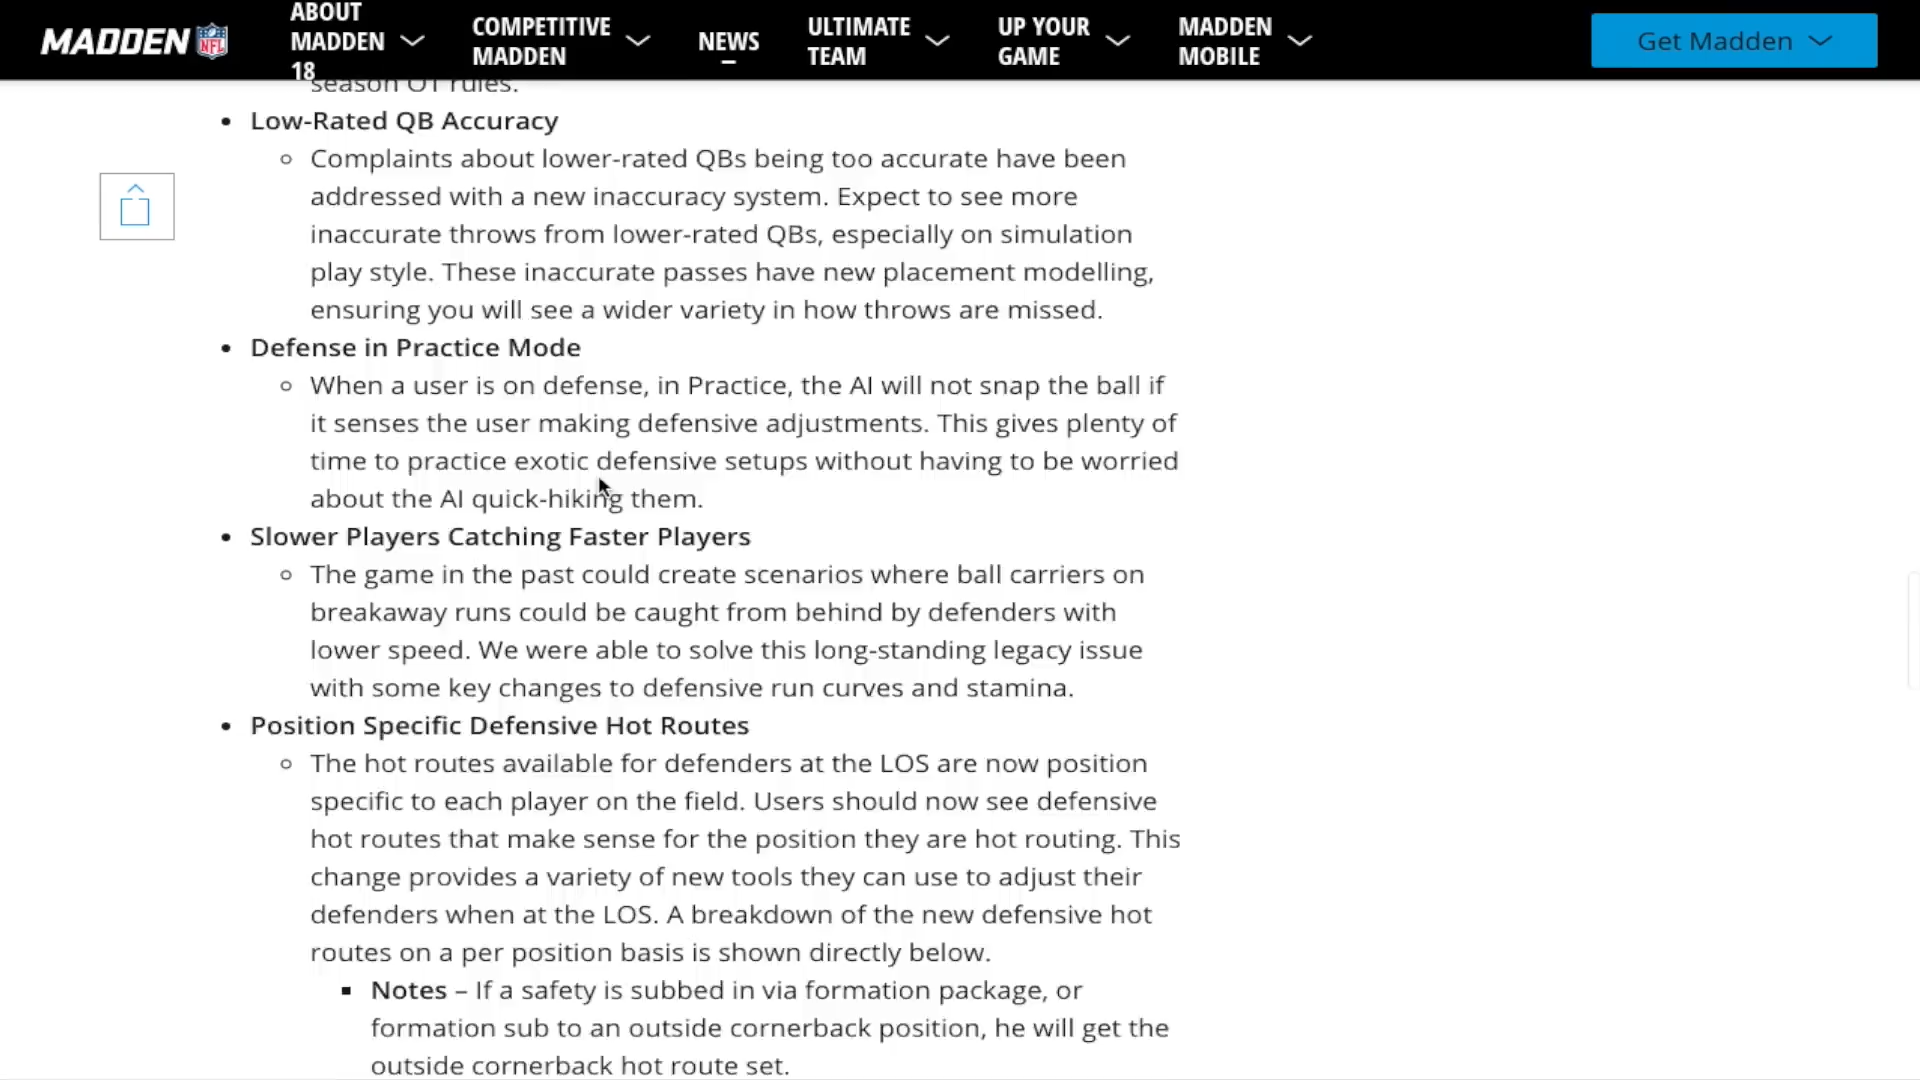 MADDEN NFL
ABOUT
MADDEN
18
COMPETITIVE
MADDEN
NEWS
ULTIMATE
TEAM
UP YOUR
GAME
MADDEN
MOBILE
Get Madden
season OT rules.
• Low-Rated QB Accuracy
Complaints about lower-rated QBs being too accurate have been
addressed with a new inaccuracy system. Expect to see more
inaccurate throws from lower-rated QBs, especially on simulation
play style. These inaccurate passes have new placement modelling,
ensuring you will see a wider variety in how throws are missed.
• Defense in Practice Mode
When a user is on defense, in Practice, the AI will not snap the ball if
it senses the user making defensive adjustments. This gives plenty of
time to practice exotic defensive setups without having to be worried
about the AI quick-hiking them.
• Slower Players Catching Faster Players
The game in the past could create scenarios where ball carriers on
breakaway runs could be caught from behind by defenders with
lower speed. We were able to solve this long-standing legacy issue
with some key changes to defensive run curves and stamina.
• Position Specific Defensive Hot Routes
The hot routes available for defenders at the LOS are now position
specific to each player on the field. Users should now see defensive
hot routes that make sense for the position they are hot routing. This
change provides a variety of new tools they can use to adjust their
defenders when at the LOS. A breakdown of the new defensive hot
routes on a per position basis is shown directly below.
Notes – If a safety is subbed in via formation package, or
formation sub to an outside cornerback position, he will get the
outside cornerback hot route set.